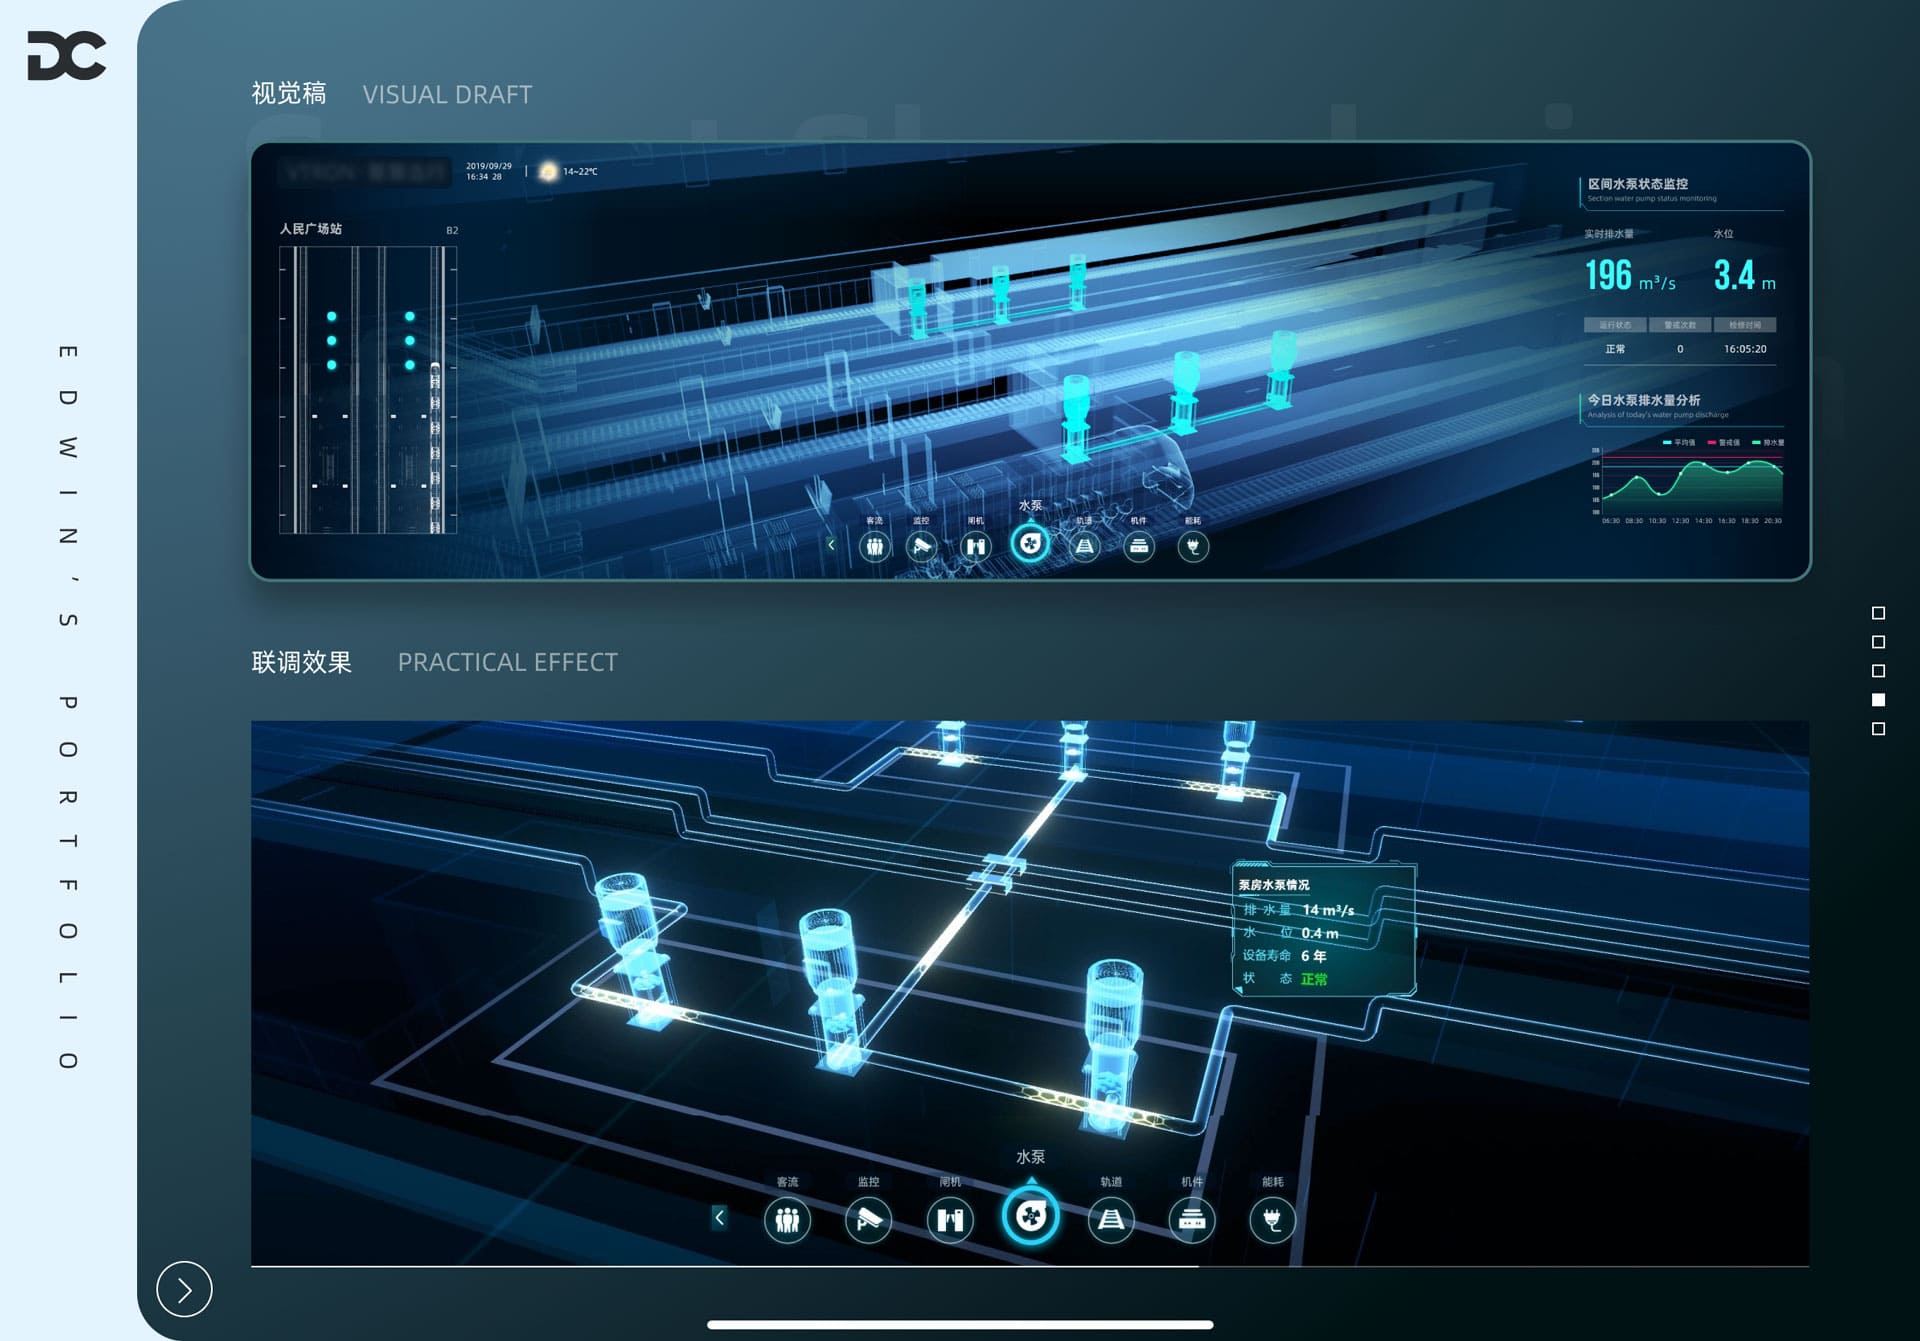 DC
EDWIN'S PORTFOLIO
视觉稿 VISUAL DRAFT
2019/09/29
16:34 28
14~22℃
人民广场站 B2
区间水泵状态监控
Section water pump status monitoring
实时排水量 水位
196 m³/s 3.4 m
运行状态 警戒次数 检修时间
正常 0 16:05:20
今日水泵排水量分析
Analysis of today's water pump discharge
平均值 警戒值 排水量
06:30 08:30 10:30 12:30 14:30 16:30 18:30 20:30
水泵
客流 监控 闸机 轨道 机件 能耗
联调效果 PRACTICAL EFFECT
泵房水泵情况
排水量 14 m³/s
水位 0.4 m
设备寿命 6 年
状态 正常
水泵
客流 监控 闸机 轨道 机件 能耗